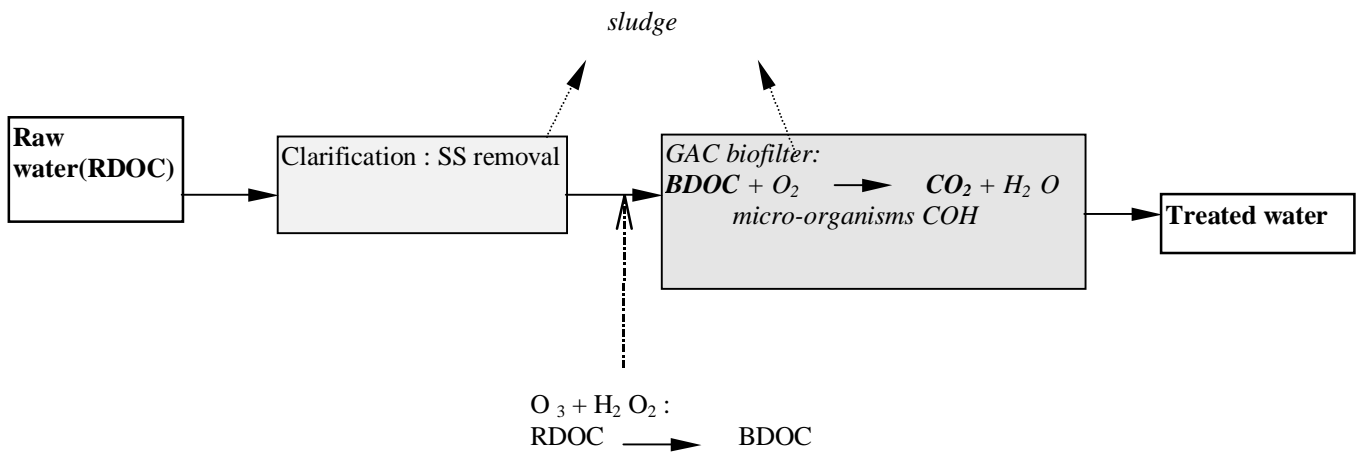 sludge
Raw
water(RDOC)
Clarification : SS removal
GAC biofilter:
BDOC + O₂ → CO₂ + H₂ O
micro-organisms COH
Treated water
O ₃ + H₂ O₂ :
RDOC → BDOC